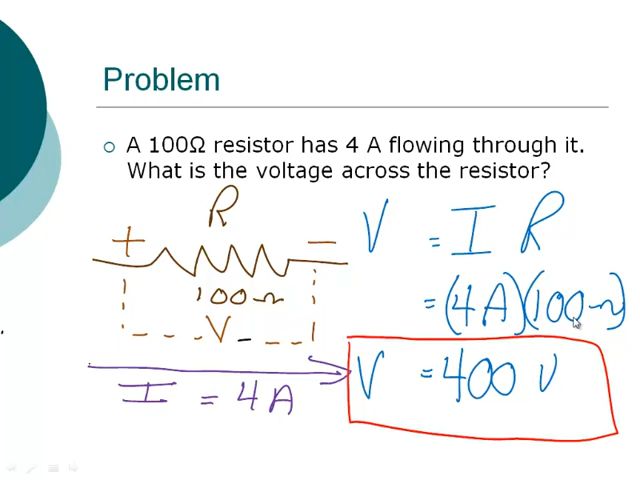 Problem
A 100Ω resistor has 4 A flowing through it.
What is the voltage across the resistor?
R
+ −
100Ω
V
I = 4A
V = I R
= (4A)(100Ω)
V = 400 V